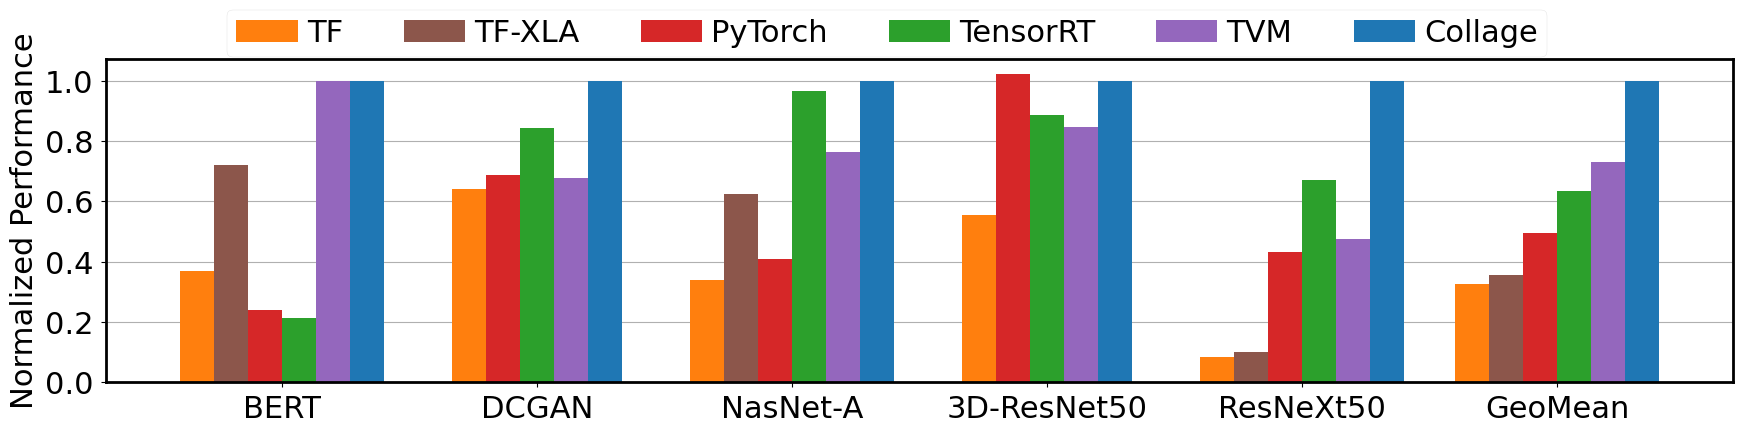 TF TF-XLA PyTorch TensorRT TVM Collage
Normalized Performance
1.0
0.8
0.6
0.4
0.2
0.0
BERT DCGAN NasNet-A 3D-ResNet50 ResNeXt50 GeoMean